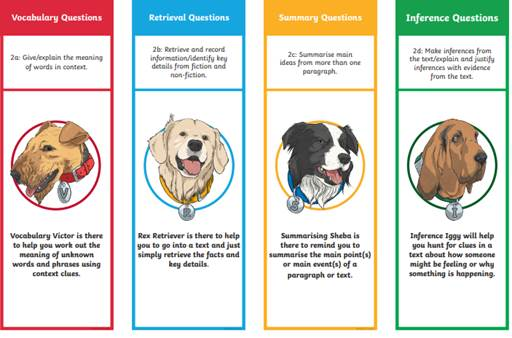 Vocabulary Questions
2a: Give/explain the meaning
of words in context.
V
Vocabulary Victor is there
to help you work out the
meaning of unknown
words and phrases using
context clues.
Retrieval Questions
2b: Retrieve and record
information/identify key
details from fiction and
non-fiction.
R
Rex Retriever is there to help
you to go into a text and just
simply retrieve the facts and
key details.
Summary Questions
2c: Summarise main
ideas from more than one
paragraph.
S
Summarising Sheba is
there to remind you to
summarise the main point(s)
or main event(s) of a
paragraph or text.
Inference Questions
2d: Make inferences from
the text/explain and justify
inferences with evidence
from the text.
I
Inference Iggy will help
you hunt for clues in a
text about how someone
might be feeling or why
something is happening.